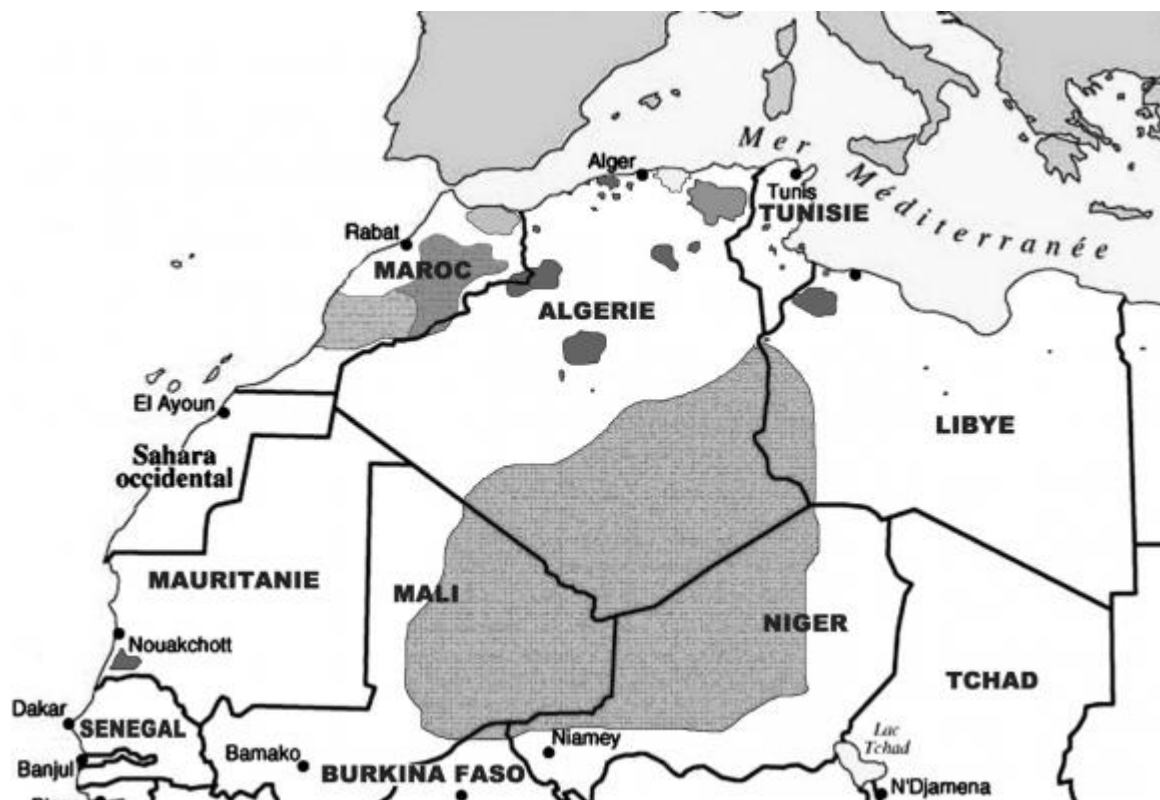 Mer
Méditerranée
Alger
Tunis
TUNISIE
Rabat
MAROC
ALGERIE
El Ayoun
LIBYE
Sahara
occidental
MAURITANIE
MALI
NIGER
Nouakchott
TCHAD
Dakar
SENEGAL
Lac
Tchad
Niamey
Bamako
Banjul
BURKINA FASO
N'Djamena